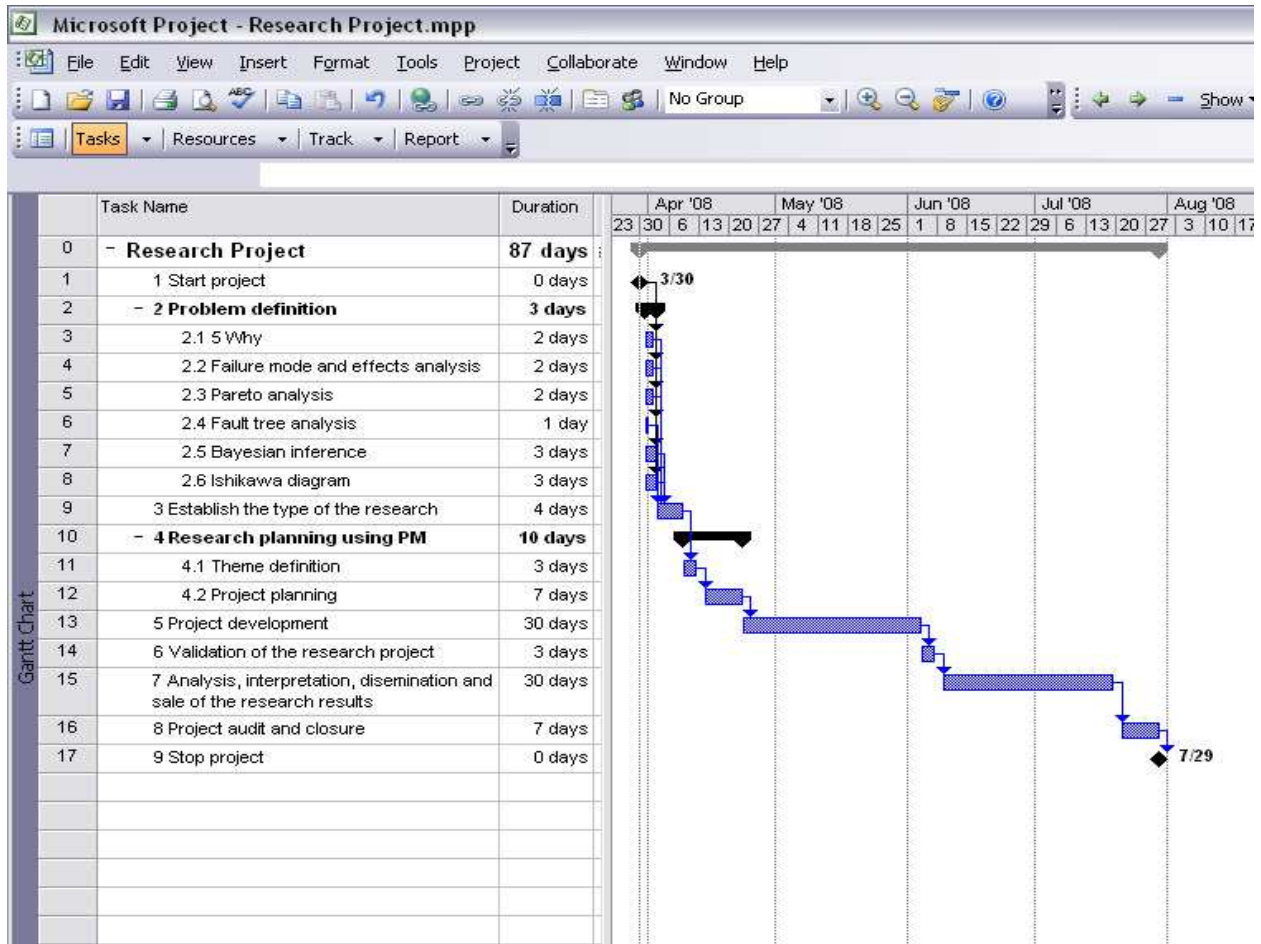 Microsoft Project - Research Project.mpp
File Edit View Insert Format Tools Project Collaborate Window Help
ABC No Group Show
Tasks Resources Track Report
Task Name Duration Apr '08 May '08 Jun '08 Jul '08 Aug '08
23 30 6 13 20 27 4 11 18 25 1 8 15 22 29 6 13 20 27 3 10 17
0 - Research Project 87 days
1 1 Start project 0 days 3/30
2 - 2 Problem definition 3 days
3 2.1 5 Why 2 days
4 2.2 Failure mode and effects analysis 2 days
5 2.3 Pareto analysis 2 days
6 2.4 Fault tree analysis 1 day
7 2.5 Bayesian inference 3 days
8 2.6 Ishikawa diagram 3 days
9 3 Establish the type of the research 4 days
10 - 4 Research planning using PM 10 days
11 4.1 Theme definition 3 days
12 4.2 Project planning 7 days
13 5 Project development 30 days
14 6 Validation of the research project 3 days
15 7 Analysis, interpretation, disemination and 30 days
sale of the research results
16 8 Project audit and closure 7 days
17 9 Stop project 0 days 7/29
Gantt Chart